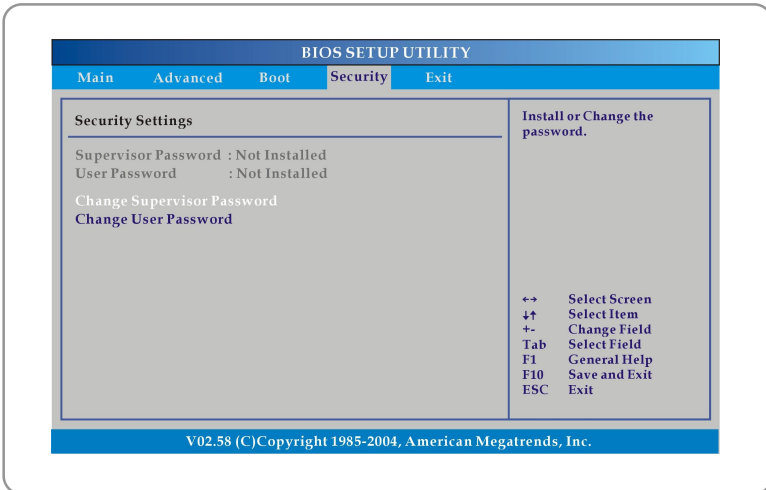 BIOS SETUP UTILITY
Main Advanced Boot Security Exit
Security Settings
Supervisor Password : Not Installed
User Password : Not Installed
Change Supervisor Password
Change User Password
Install or Change the
password.
←→ Select Screen
↓↑ Select Item
+- Change Field
Tab Select Field
F1 General Help
F10 Save and Exit
ESC Exit
V02.58 (C)Copyright 1985-2004, American Megatrends, Inc.